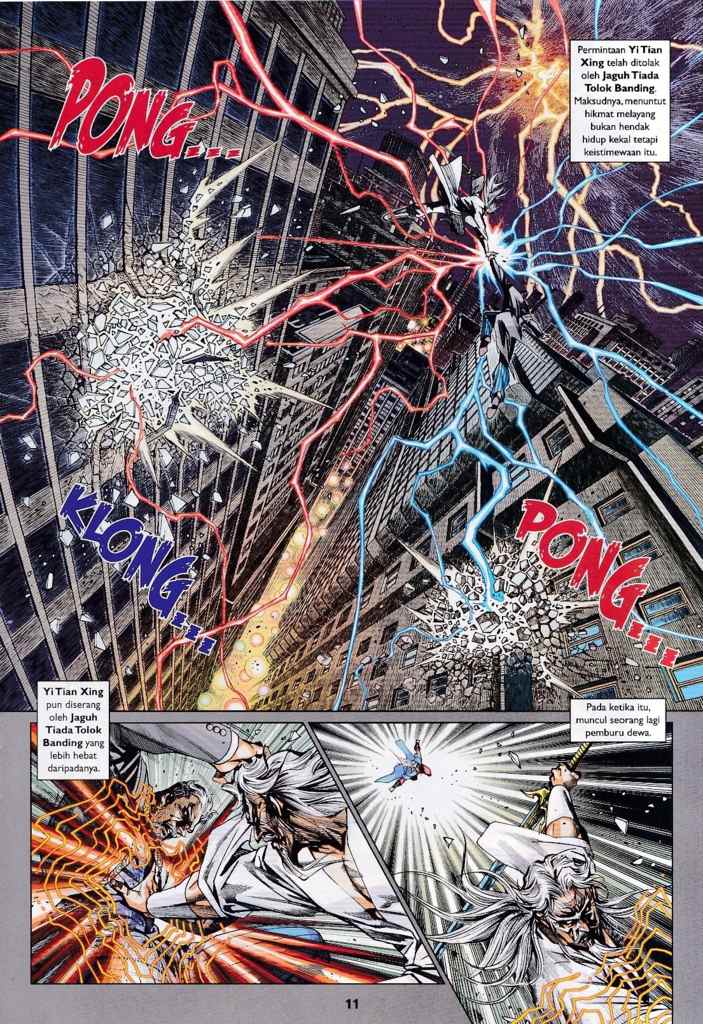 Permintaan Yi Tian
Xing telah ditolak
oleh Jaguh Tiada
Tolok Banding.
Maksudnya, menuntut
hikmat melayang
bukan hendak
hidup kekal tetapi
keistimewaan itu.
PONG...
KLONG...
PONG...
Yi Tian Xing
pun diserang
oleh Jaguh
Tiada Tolok
Banding yang
lebih hebat
daripadanya.
Pada ketika itu,
muncul seorang lagi
pemburu dewa.
11